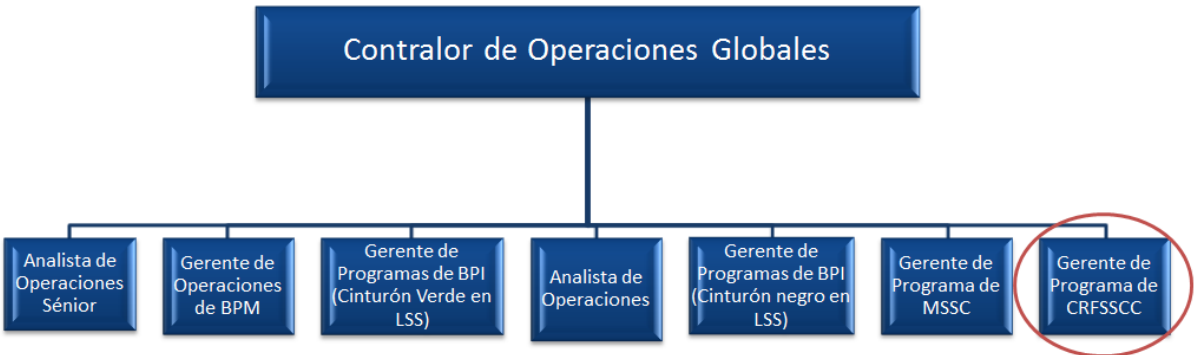 Contralor de Operaciones Globales
Analista de
Operaciones
Sénior
Gerente de
Operaciones
de BPM
Gerente de
Programas de BPI
(Cinturón Verde en
LSS)
Analista de
Operaciones
Gerente de
Programas de BPI
(Cinturón negro en
LSS)
Gerente de
Programa de
MSSC
Gerente de
Programa de
CRFSSCC